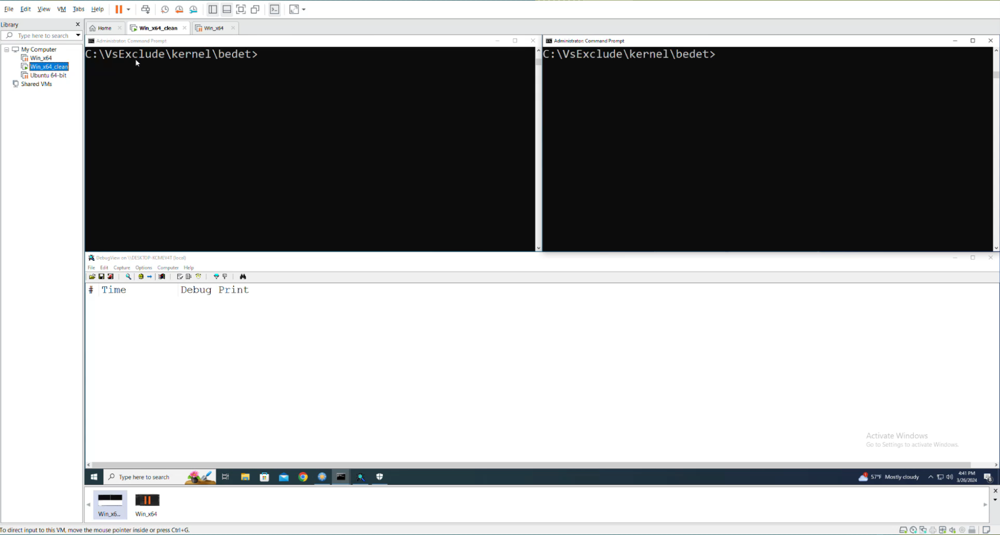 File Edit View VM Tabs Help
Library
Home
Win_x64_clean
Win_x64
Type here to search
My Computer
Win_x64
Win_x64_clean
Ubuntu 64-bit
Shared VMs
Administrator: Command Prompt
C:\VsExclude\kernel\bedet>
Administrator: Command Prompt
C:\VsExclude\kernel\bedet>
DebugView on \\DESKTOP-KCMEV4T (local)
File Edit Capture Options Computer Help
# Time Debug Print
Activate Windows
Go to Settings to activate Windows.
Type here to search
57°F Mostly cloudy
4:41 PM
3/26/2024
Win_x6...
Win_x64
To direct input to this VM, move the mouse pointer inside or press Ctrl+G.